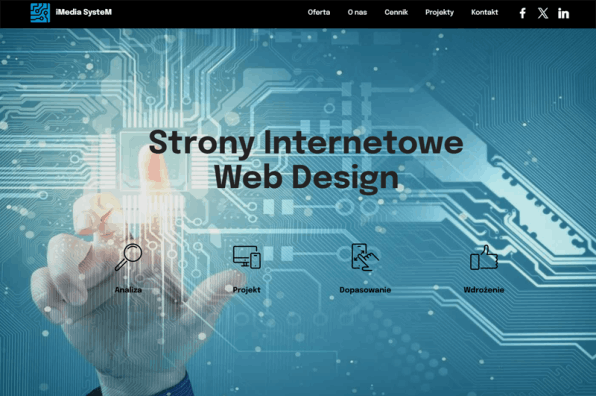 iMedia SysteM
Oferta
O nas
Cennik
Projekty
Kontakt
Strony Internetowe
Web Design
Analiza
Projekt
Dopasowanie
Wdrożenie